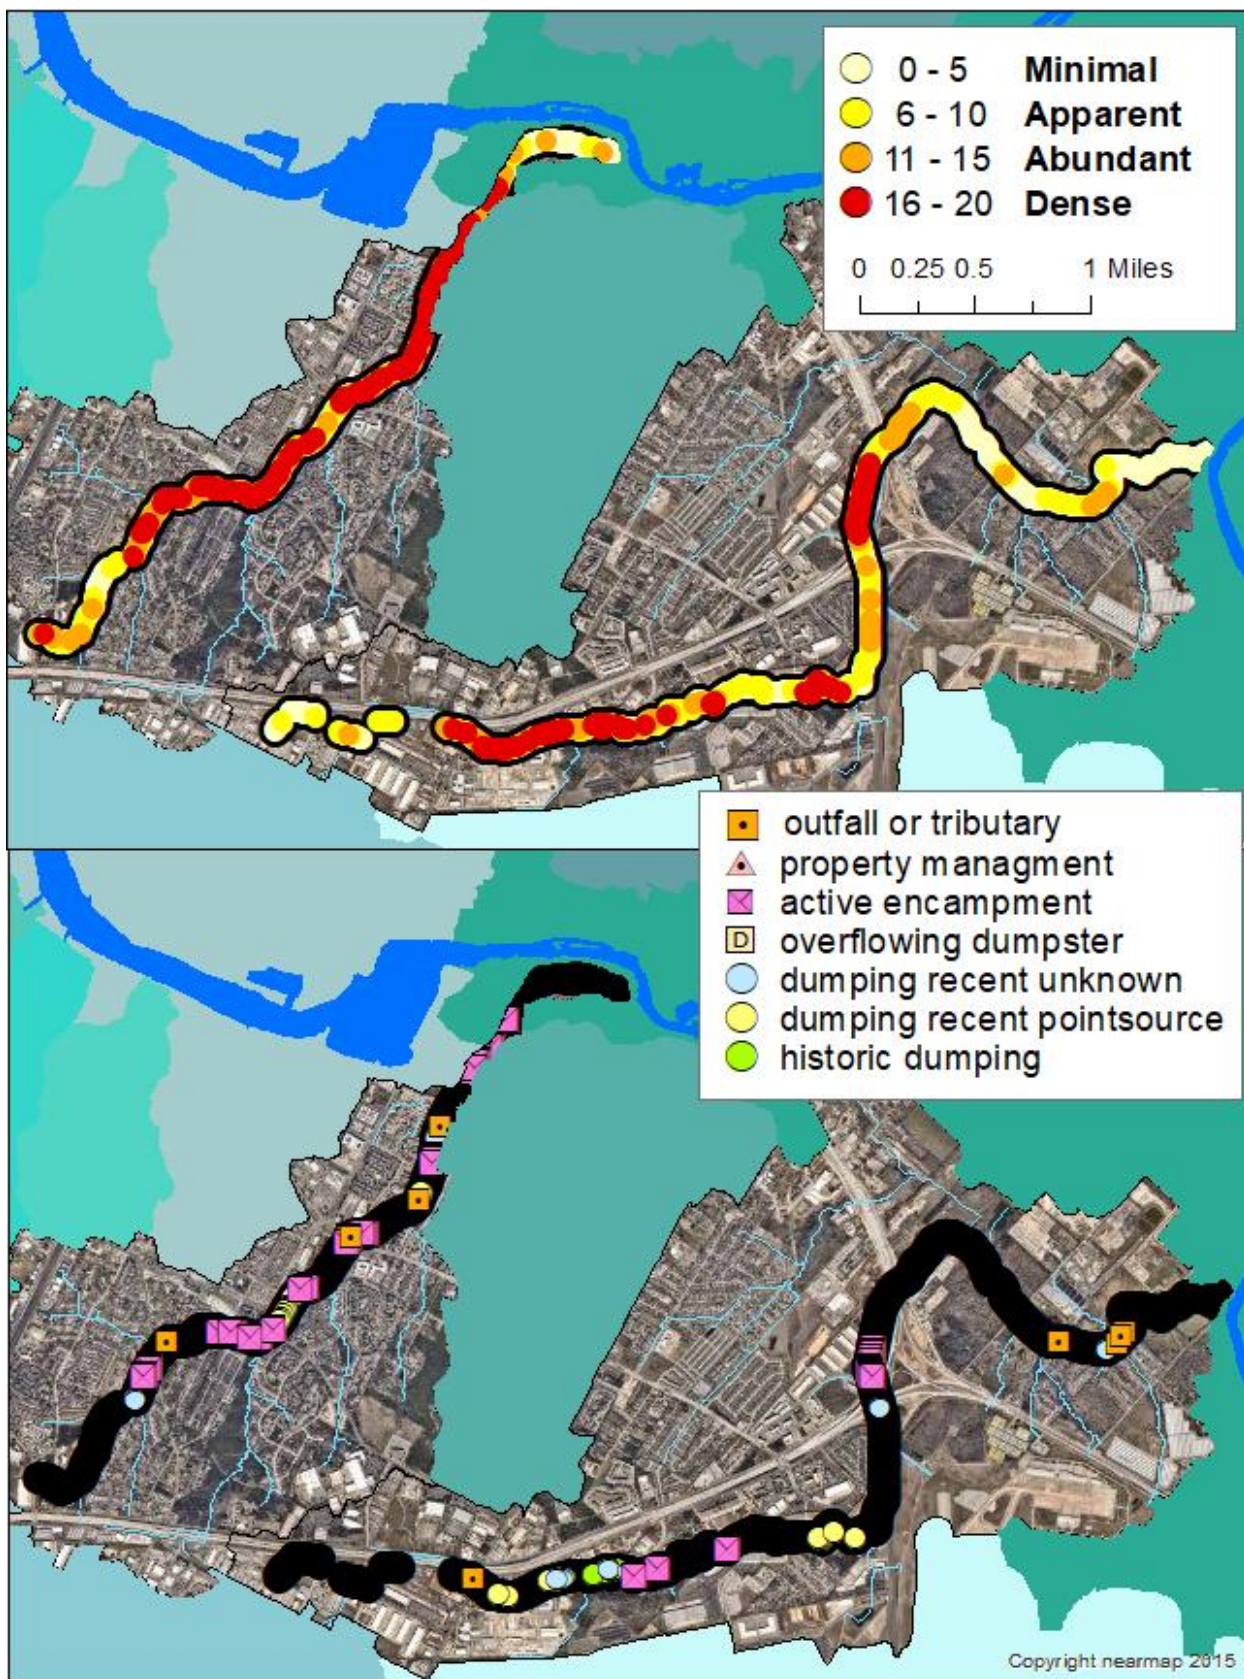 0 - 5 Minimal
6 - 10 Apparent
11 - 15 Abundant
16 - 20 Dense
0 0.25 0.5 1 Miles
outfall or tributary
property managment
active encampment
D overflowing dumpster
dumping recent unknown
dumping recent pointsource
historic dumping
Copyright nearmap 2015